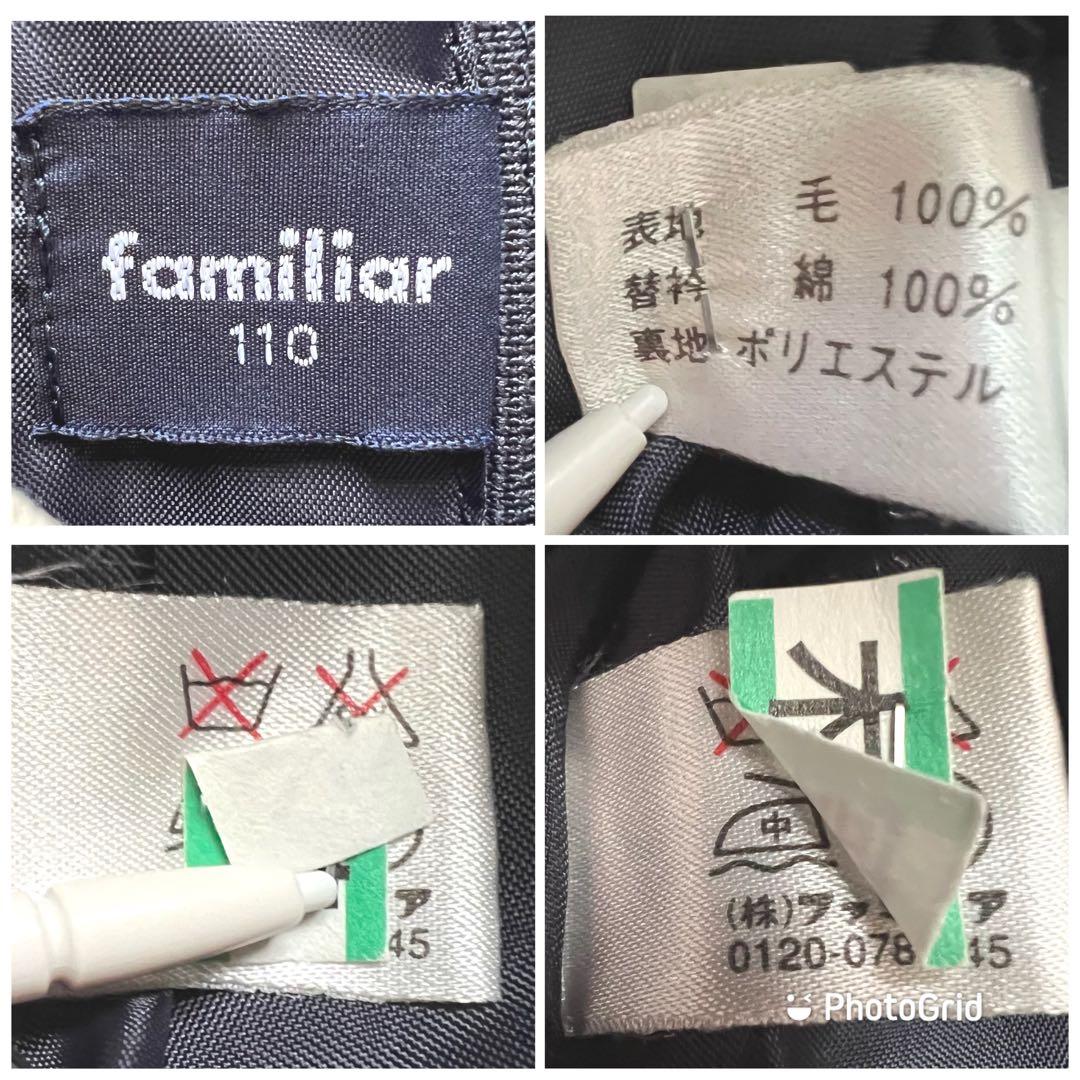 familiar
110
表地 毛 100%
替衿 綿 100%
裏地 ポリエステル
ア
45
中
(株)ファ ア
0120-078 45
PhotoGrid